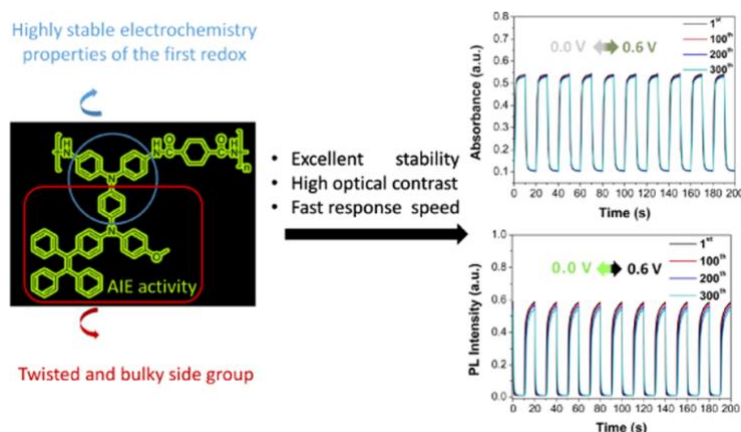 Highly stable electrochemistry
properties of the first redox
AIE activity
Twisted and bulky side group
• Excellent stability
• High optical contrast
• Fast response speed
0.0 V 0.6 V
1st
100th
200th
300th
Absorbance (a.u.)
0.7
0.6
0.5
0.4
0.3
0.2
0.1
0 20 40 60 80 100 120 140 160 180 200
Time (s)
0.0 V 0.6 V
1st
100th
200th
300th
PL Intensity (a.u.)
1.0
0.8
0.6
0.4
0.2
0.0
0 20 40 60 80 100 120 140 160 180 200
Time (s)